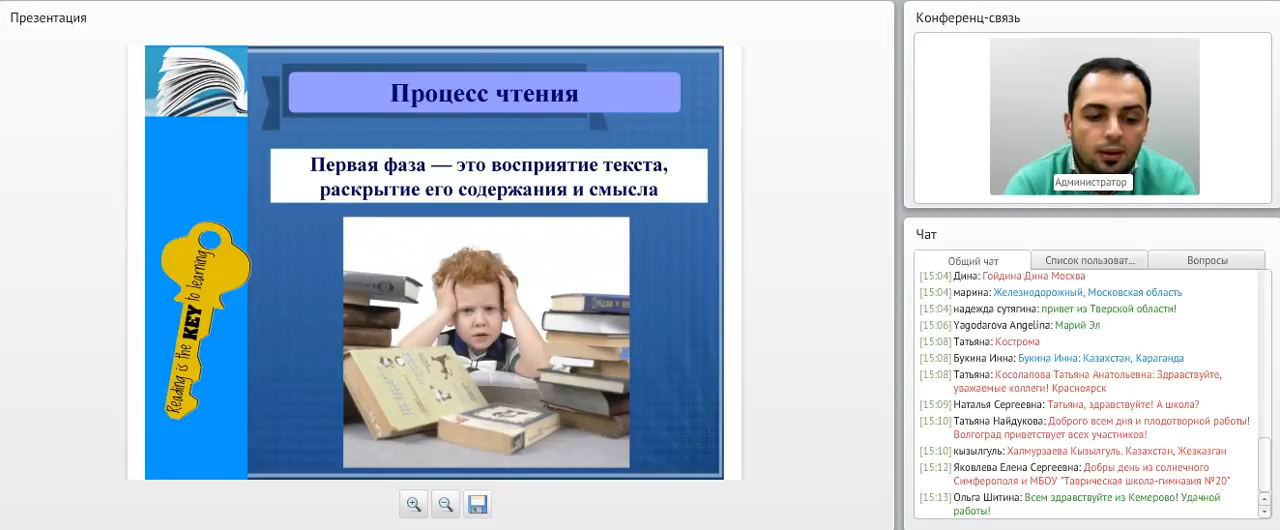 Презентация
Процесс чтения
Первая фаза — это восприятие текста,
раскрытие его содержания и смысла
Reading is the KEY to learning
Конференц-связь
Администратор
Чат
Общий чат
Список пользоват...
Вопросы
[15:04] Дина: Гойдина Дина Москва
[15:04] марина: Железнодорожный, Московская область
[15:04] надежда сутягина: привет из Тверской области!
[15:06] Yagodarova Angelina: Марий Эл
[15:08] Татьяна: Кострома
[15:08] Букина Инна: Букина Инна: Казахстан, Караганда
[15:08] Татьяна: Косолапова Татьяна Анатольевна: Здравствуйте,
уважаемые коллеги! Красноярск
[15:09] Наталья Сергеевна: Татьяна, здравствуйте! А школа?
[15:10] Татьяна Найдукова: Доброго всем дня и плодотворной работы!
Волгоград приветствует всех участников!
[15:10] кызылгуль: Халмурзаева Кызылгуль. Казахстан, Жезказган
[15:12] Яковлева Елена Сергеевна: Добры день из солнечного
Симферополя и МБОУ "Таврическая школа-гимназия №20"
[15:13] Ольга Шитина: Всем здравствуйте из Кемерово! Удачной
работы!